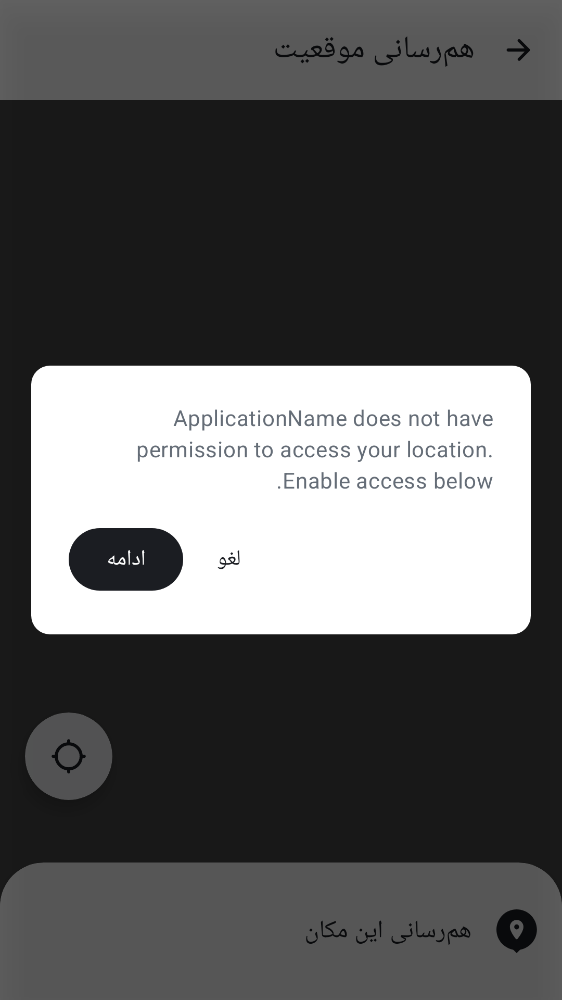 هم‌رسانی موقعیت
ApplicationName does not have
permission to access your location.
.Enable access below
لغو
ادامه
هم‌رسانی این مکان